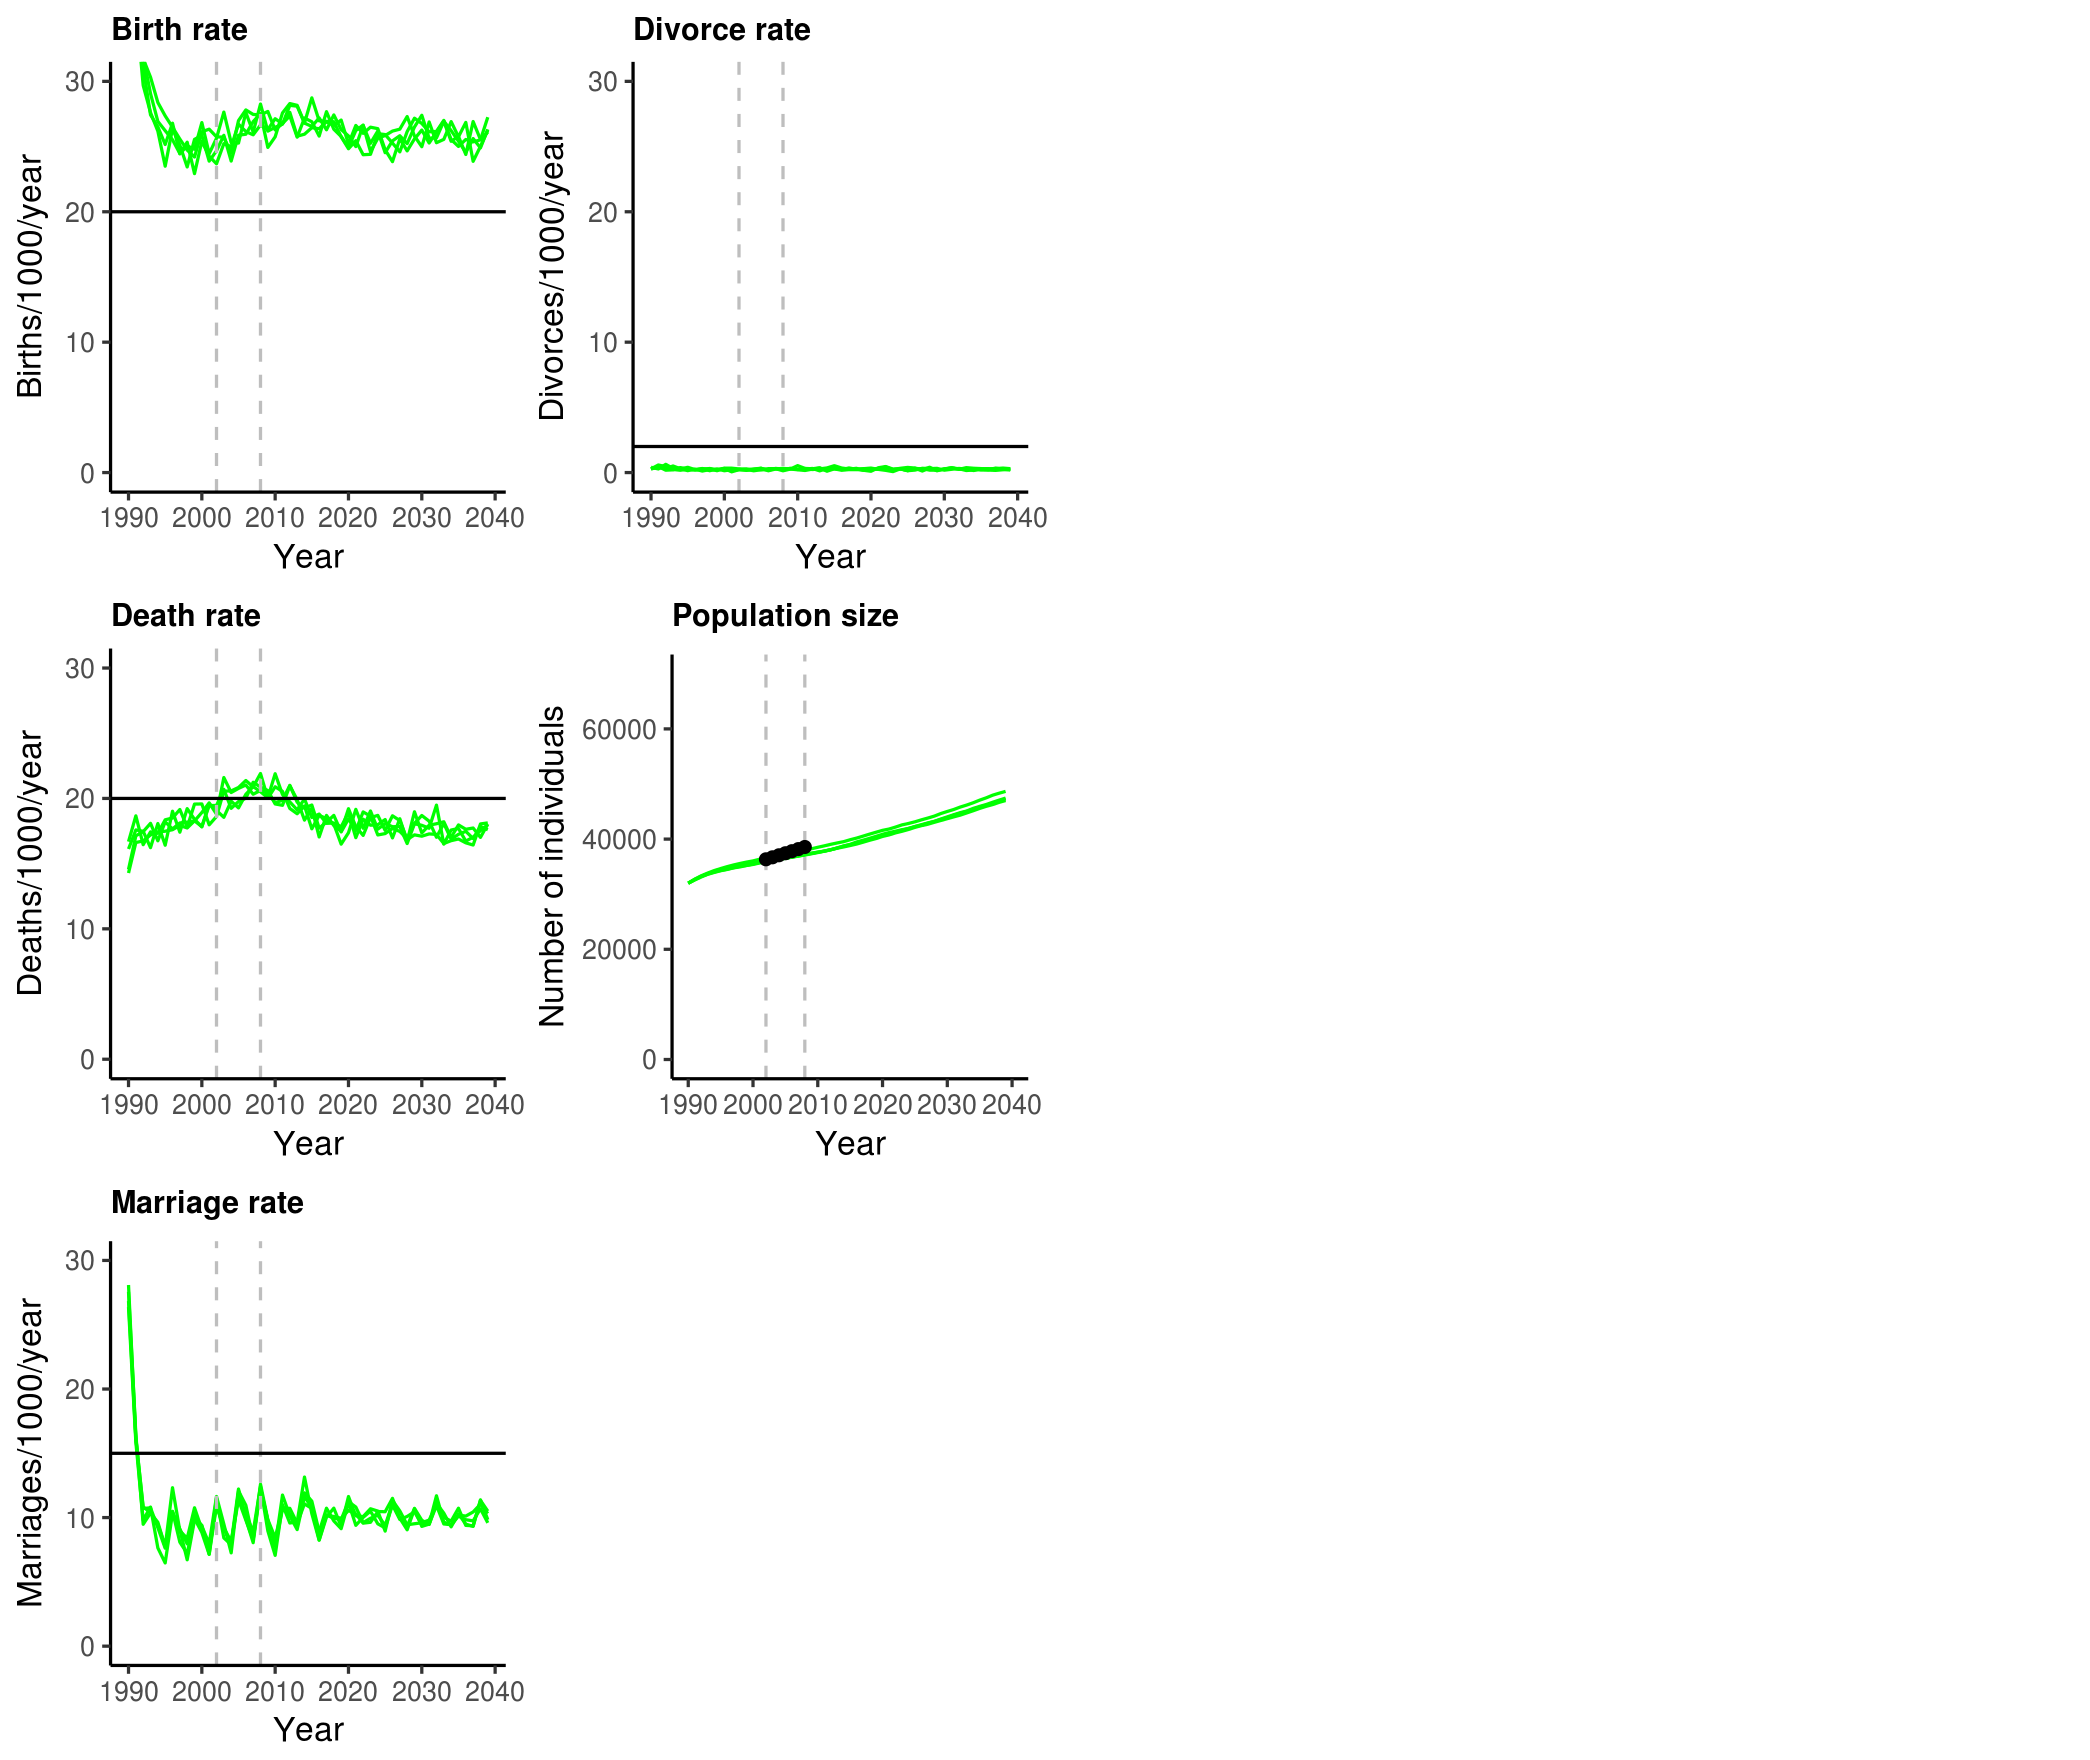 Birth rate
Births/1000/year
30
20
10
0
1990 2000 2010 2020 2030 2040
Year
Divorce rate
Divorces/1000/year
30
20
10
0
1990 2000 2010 2020 2030 2040
Year
Death rate
Deaths/1000/year
30
20
10
0
1990 2000 2010 2020 2030 2040
Year
Population size
Number of individuals
60000
40000
20000
0
1990 2000 2010 2020 2030 2040
Year
Marriage rate
Marriages/1000/year
30
20
10
0
1990 2000 2010 2020 2030 2040
Year